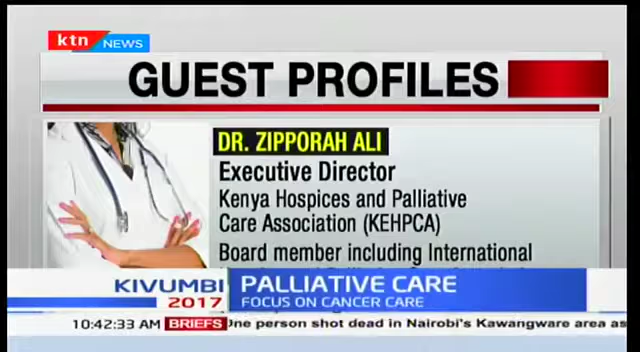 ktn NEWS
GUEST PROFILES
DR. ZIPPORAH ALI
Executive Director
Kenya Hospices and Palliative
Care Association (KEHPCA)
Board member including International
KIVUMBI
2017
PALLIATIVE CARE
FOCUS ON CANCER CARE
10:42:33 AM BRIEFS One person shot dead in Nairobi's Kawangware area as